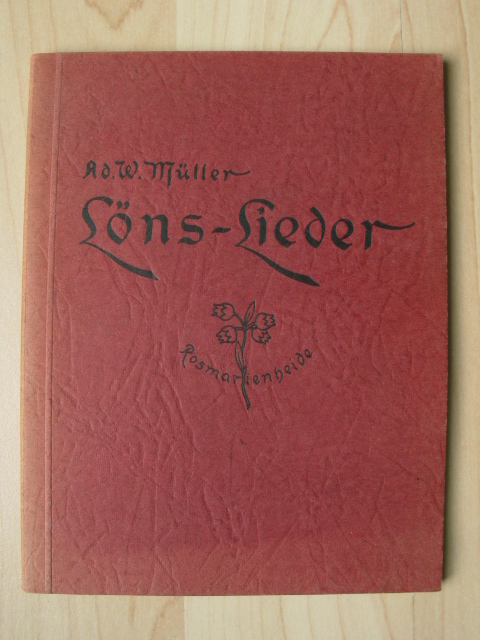 Ad. W. Müller
Löns-Lieder
Rosmarienheide